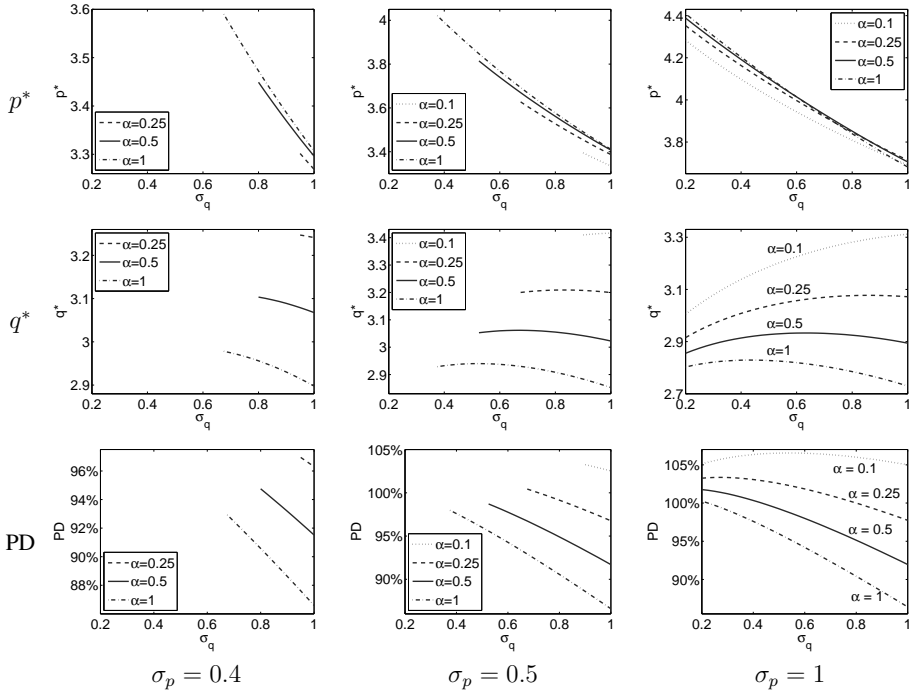 3.6
3.5
3.4
3.3
p*
p*
α=0.25
α=0.5
α=1
0.2 0.4 0.6 0.8 1
σq
4
3.8
3.6
3.4
p*
α=0.1
α=0.25
α=0.5
α=1
0.2 0.4 0.6 0.8 1
σq
4.4
4.2
4
3.8
p*
α=0.1
α=0.25
α=0.5
α=1
0.2 0.4 0.6 0.8 1
σq
3.2
3.1
3
2.9
q*
q*
α=0.25
α=0.5
α=1
0.2 0.4 0.6 0.8 1
σq
3.4
3.3
3.2
3.1
3
2.9
q*
α=0.1
α=0.25
α=0.5
α=1
0.2 0.4 0.6 0.8 1
σq
3.3
3.1
2.9
2.7
q*
α=0.1
α=0.25
α=0.5
α=1
0.2 0.4 0.6 0.8 1
σq
96%
94%
92%
90%
88%
PD
PD
α=0.25
α=0.5
α=1
0.2 0.4 0.6 0.8 1
σq
105%
100%
95%
90%
PD
α=0.1
α=0.25
α=0.5
α=1
0.2 0.4 0.6 0.8 1
σq
105%
100%
95%
90%
PD
α = 0.1
α = 0.25
α = 0.5
α = 1
0.2 0.4 0.6 0.8 1
σq
σp = 0.4
σp = 0.5
σp = 1